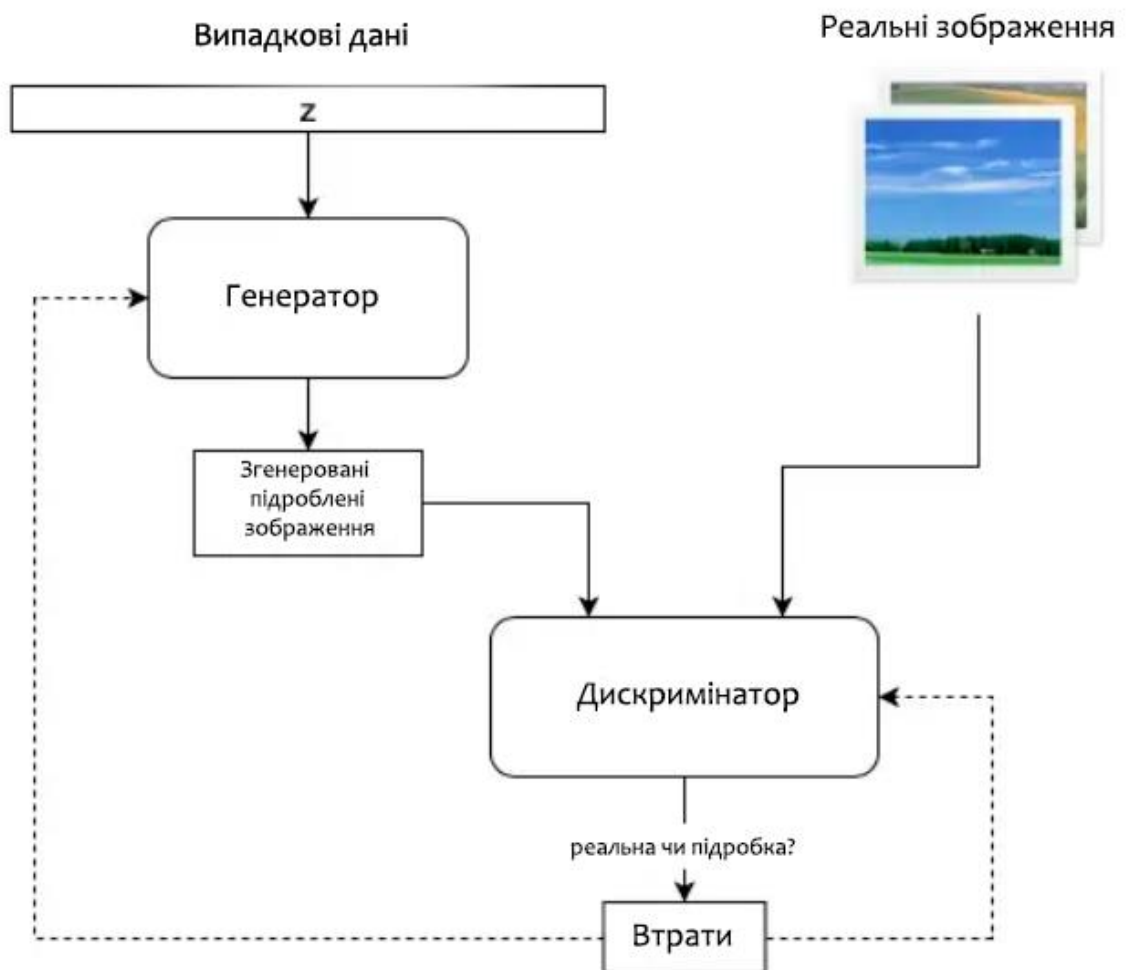 Випадкові дані
Реальні зображення
z
Генератор
Згенеровані
підроблені
зображення
Дискримінатор
реальна чи підробка?
Втрати